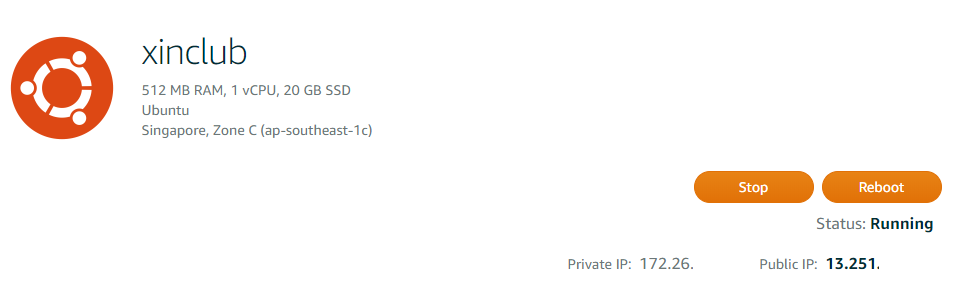 xinclub
512 MB RAM, 1 vCPU, 20 GB SSD
Ubuntu
Singapore, Zone C (ap-southeast-1c)
Stop Reboot
Status: Running
Private IP: 172.26. Public IP: 13.251.